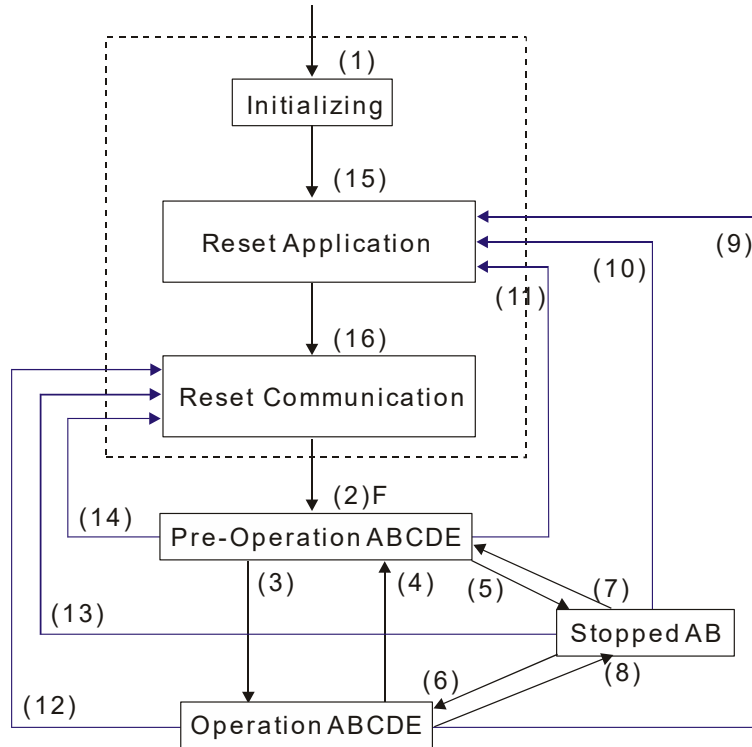 (1)
Initializing
(15)
Reset Application
(9)
(10)
(11)
(16)
Reset Communication
(2)F
(14)
Pre-Operation ABCDE
(3)
(4)
(5)
(7)
(13)
Stopped AB
(6)
(8)
(12)
Operation ABCDE